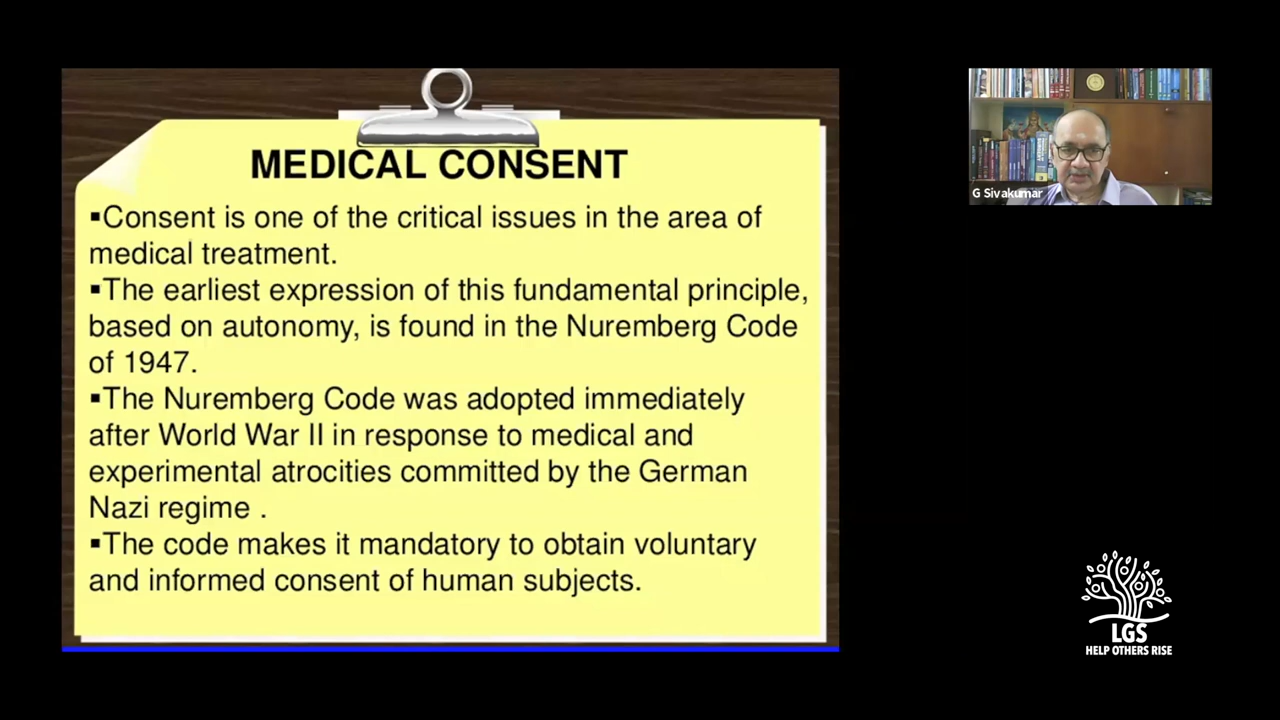 MEDICAL CONSENT
▪Consent is one of the critical issues in the area of
medical treatment.
▪The earliest expression of this fundamental principle,
based on autonomy, is found in the Nuremberg Code
of 1947.
▪The Nuremberg Code was adopted immediately
after World War II in response to medical and
experimental atrocities committed by the German
Nazi regime .
▪The code makes it mandatory to obtain voluntary
and informed consent of human subjects.
G Sivakumar
LGS
HELP OTHERS RISE